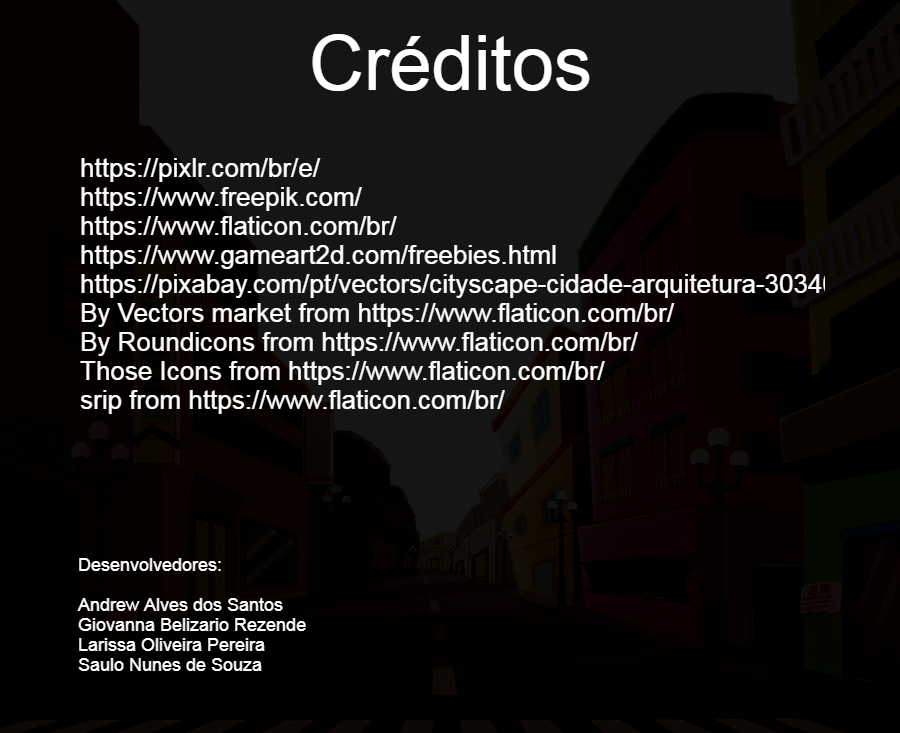 Créditos
https://pixlr.com/br/e/
https://www.freepik.com/
https://www.flaticon.com/br/
https://www.gameart2d.com/freebies.html
https://pixabay.com/pt/vectors/cityscape-cidade-arquitetura-3034
By Vectors market from https://www.flaticon.com/br/
By Roundicons from https://www.flaticon.com/br/
Those Icons from https://www.flaticon.com/br/
srip from https://www.flaticon.com/br/
Desenvolvedores:
Andrew Alves dos Santos
Giovanna Belizario Rezende
Larissa Oliveira Pereira
Saulo Nunes de Souza